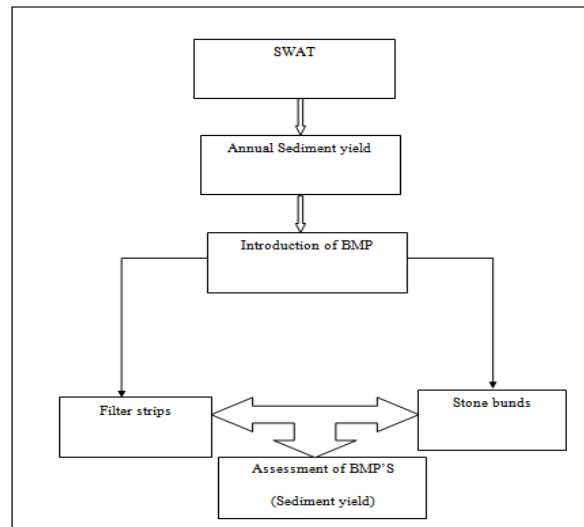 SWAT
Annual Sediment yield
Introduction of BMP
Filter strips
Stone bunds
Assessment of BMP'S
(Sediment yield)